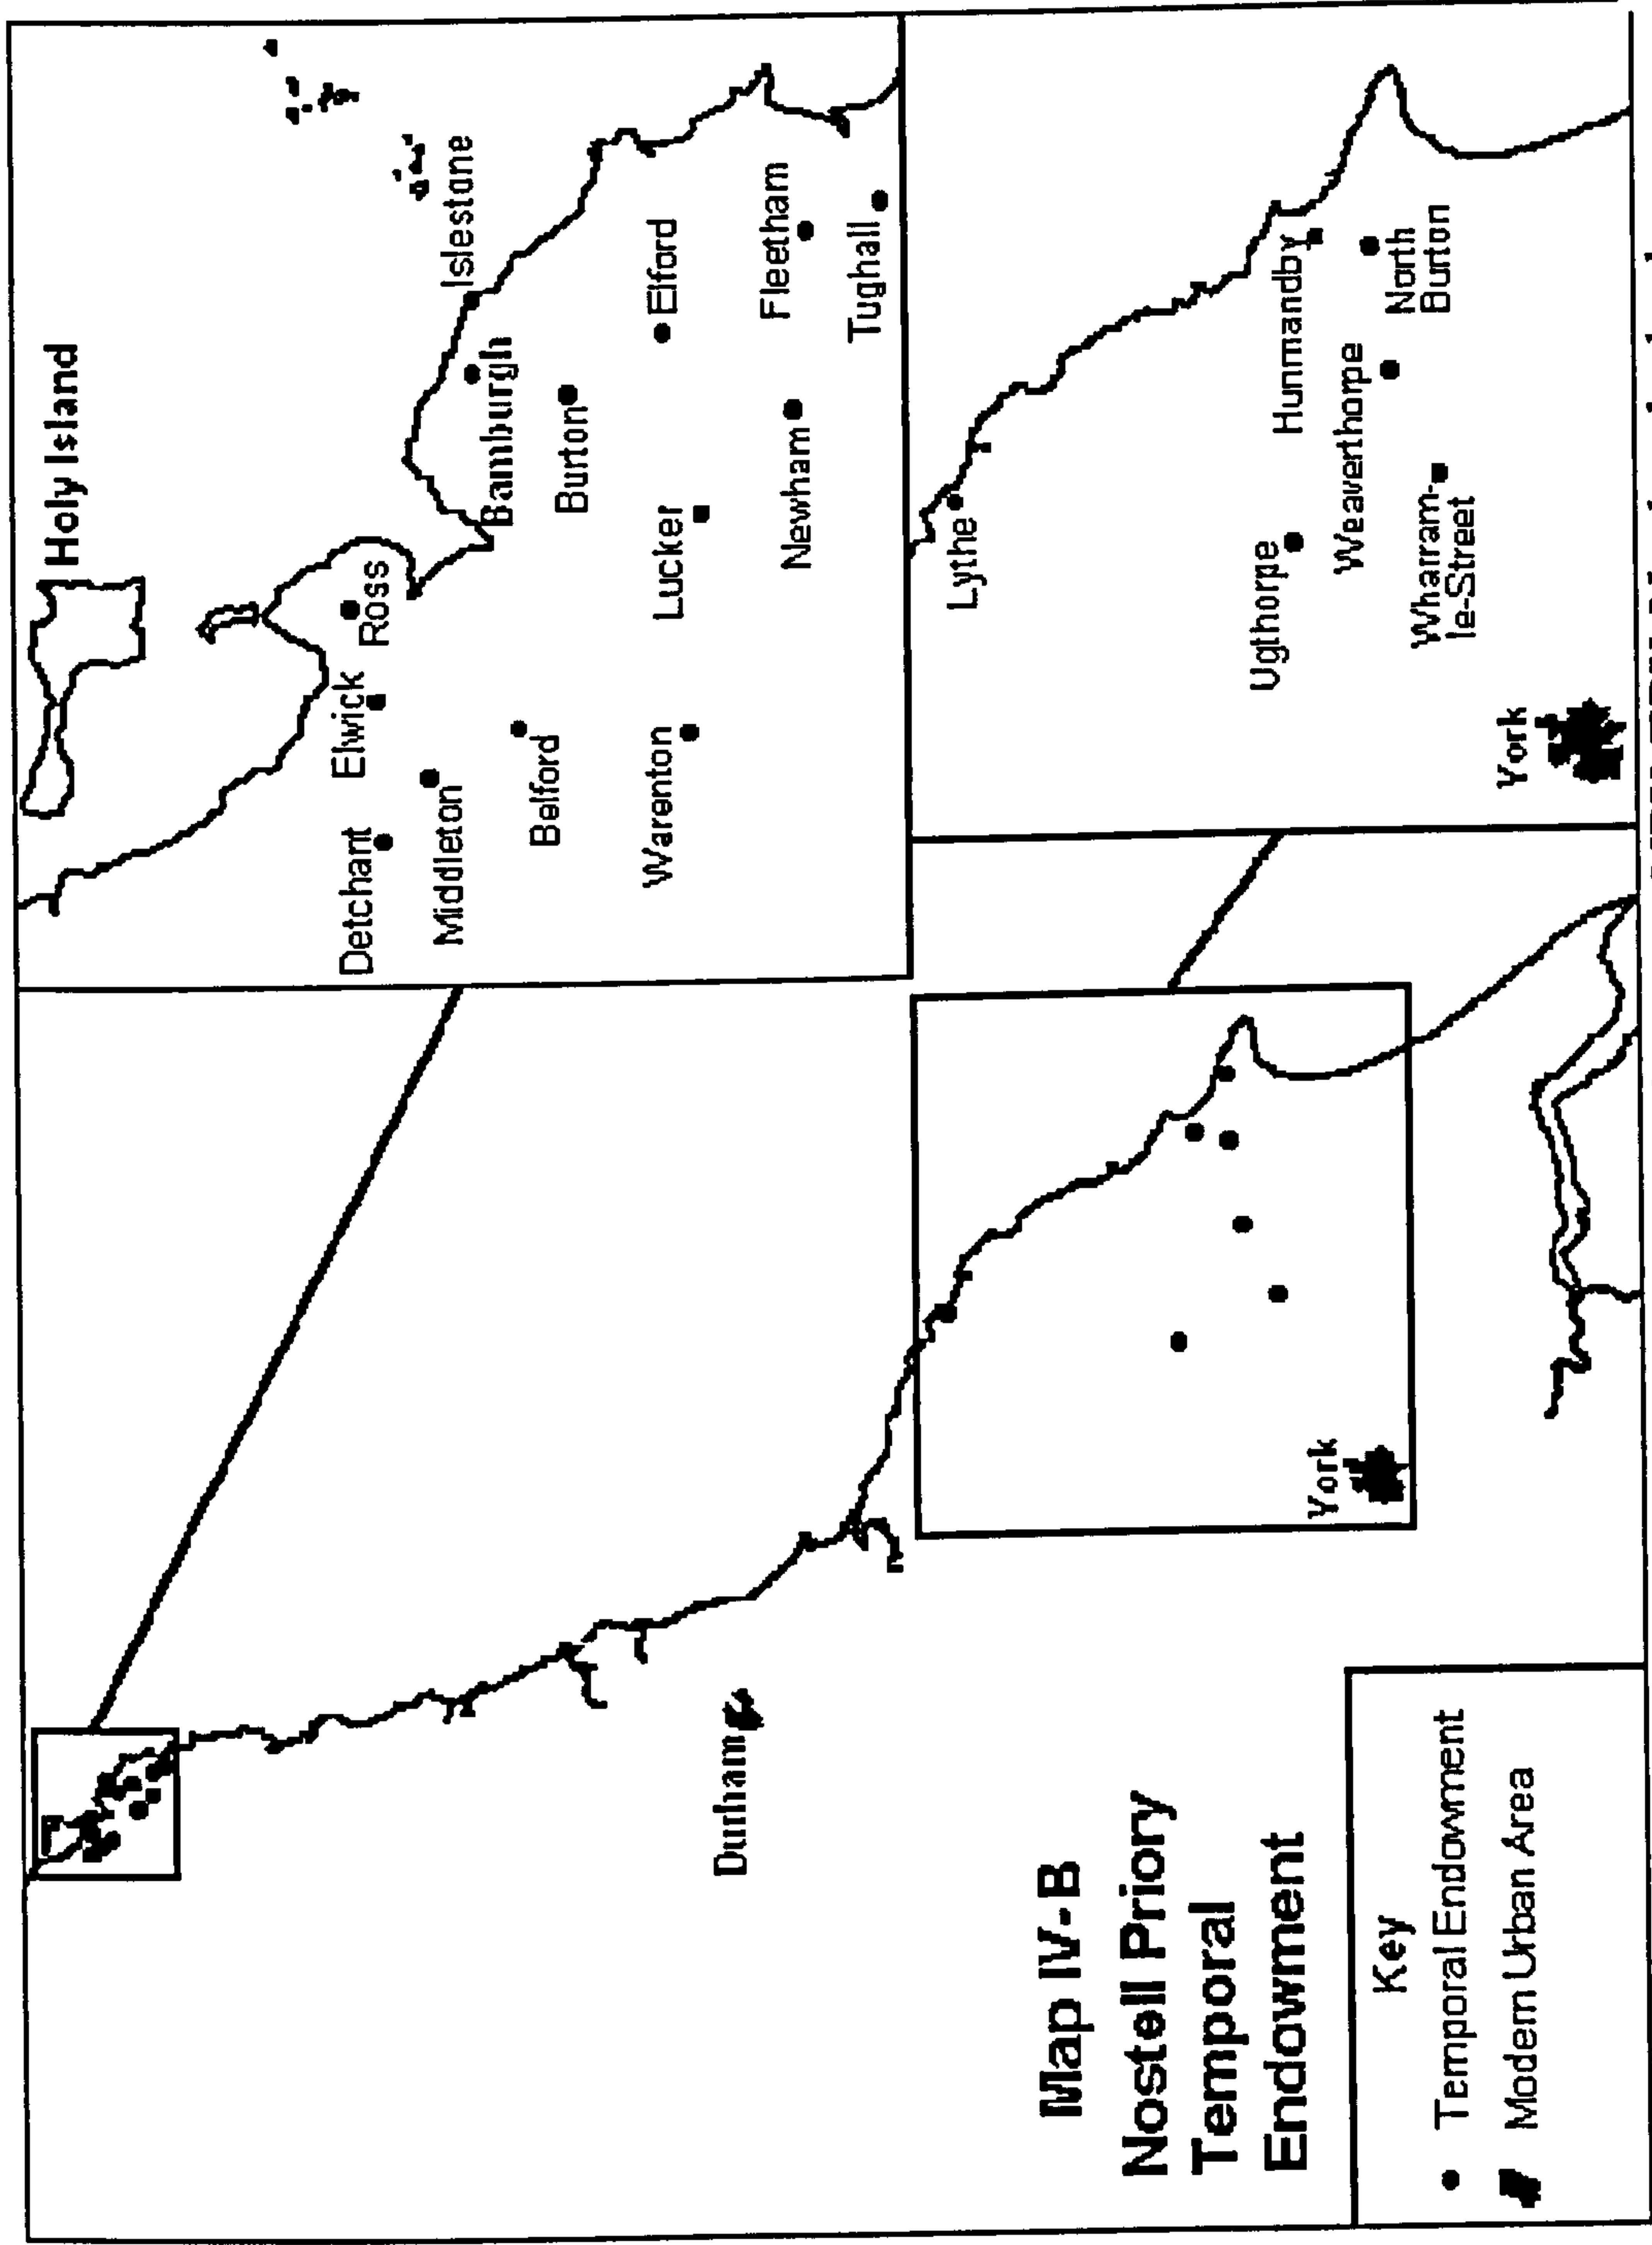 Holy Island
Islestone
Ross
Elwick
Detchant
Bamburgh
Middleton
Burton
Belford
Elford
Lucker
Warenton
Fleetham
Newham
Tughall
Lythe
Hunmandby
Ugthorpe
Weaverthorpe
North
Burton
Wharram-
le-Street
York
York
Durham
Map IV-B
Nostell Priory
Temporal
Endowment
Key
Temporal Endowment
Modern Urban Area